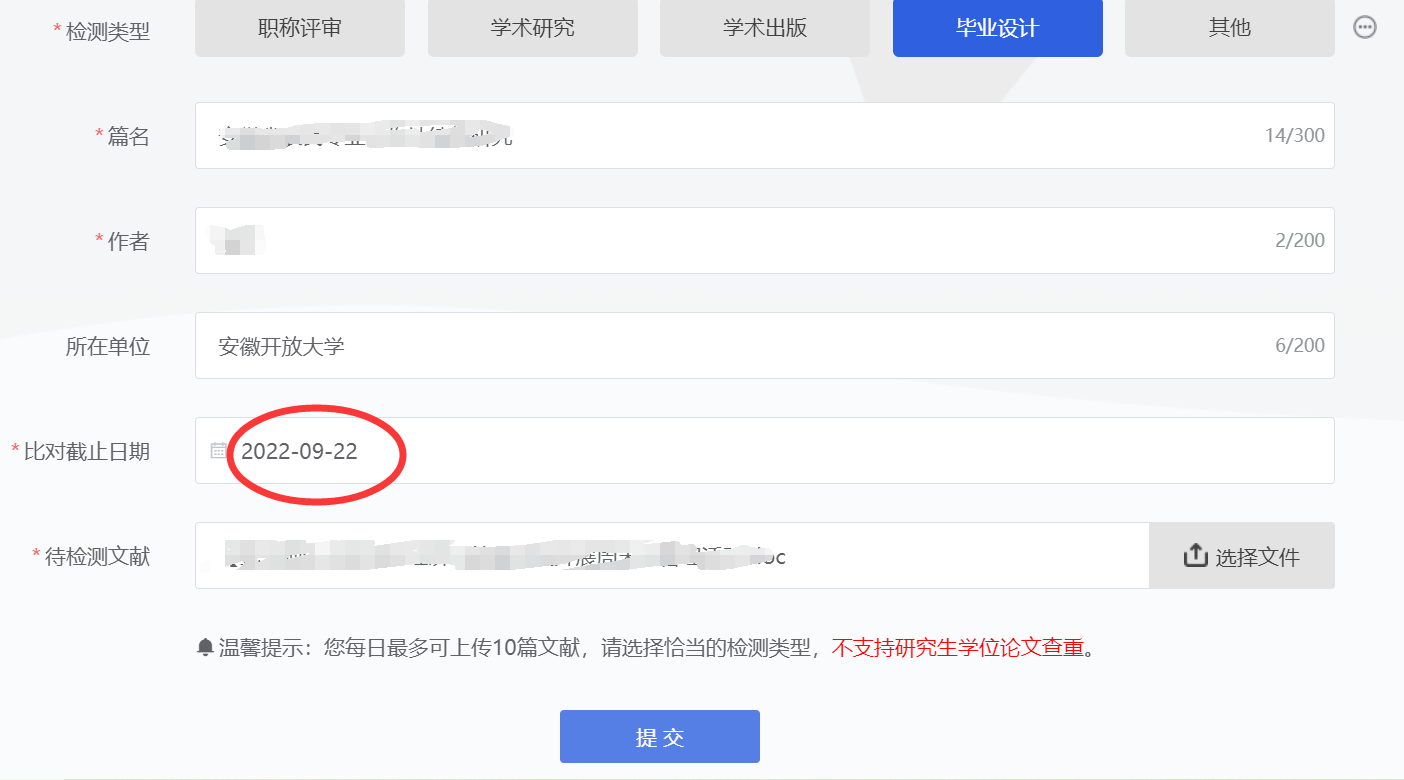 *检测类型 职称评审 学术研究 学术出版 毕业设计 其他
*篇名 14/300
*作者 2/200
所在单位 安徽开放大学 6/200
*比对截止日期 2022-09-22
*待检测文献 选择文件
温馨提示：您每日最多可上传10篇文献，请选择恰当的检测类型，不支持研究生学位论文查重。
提交